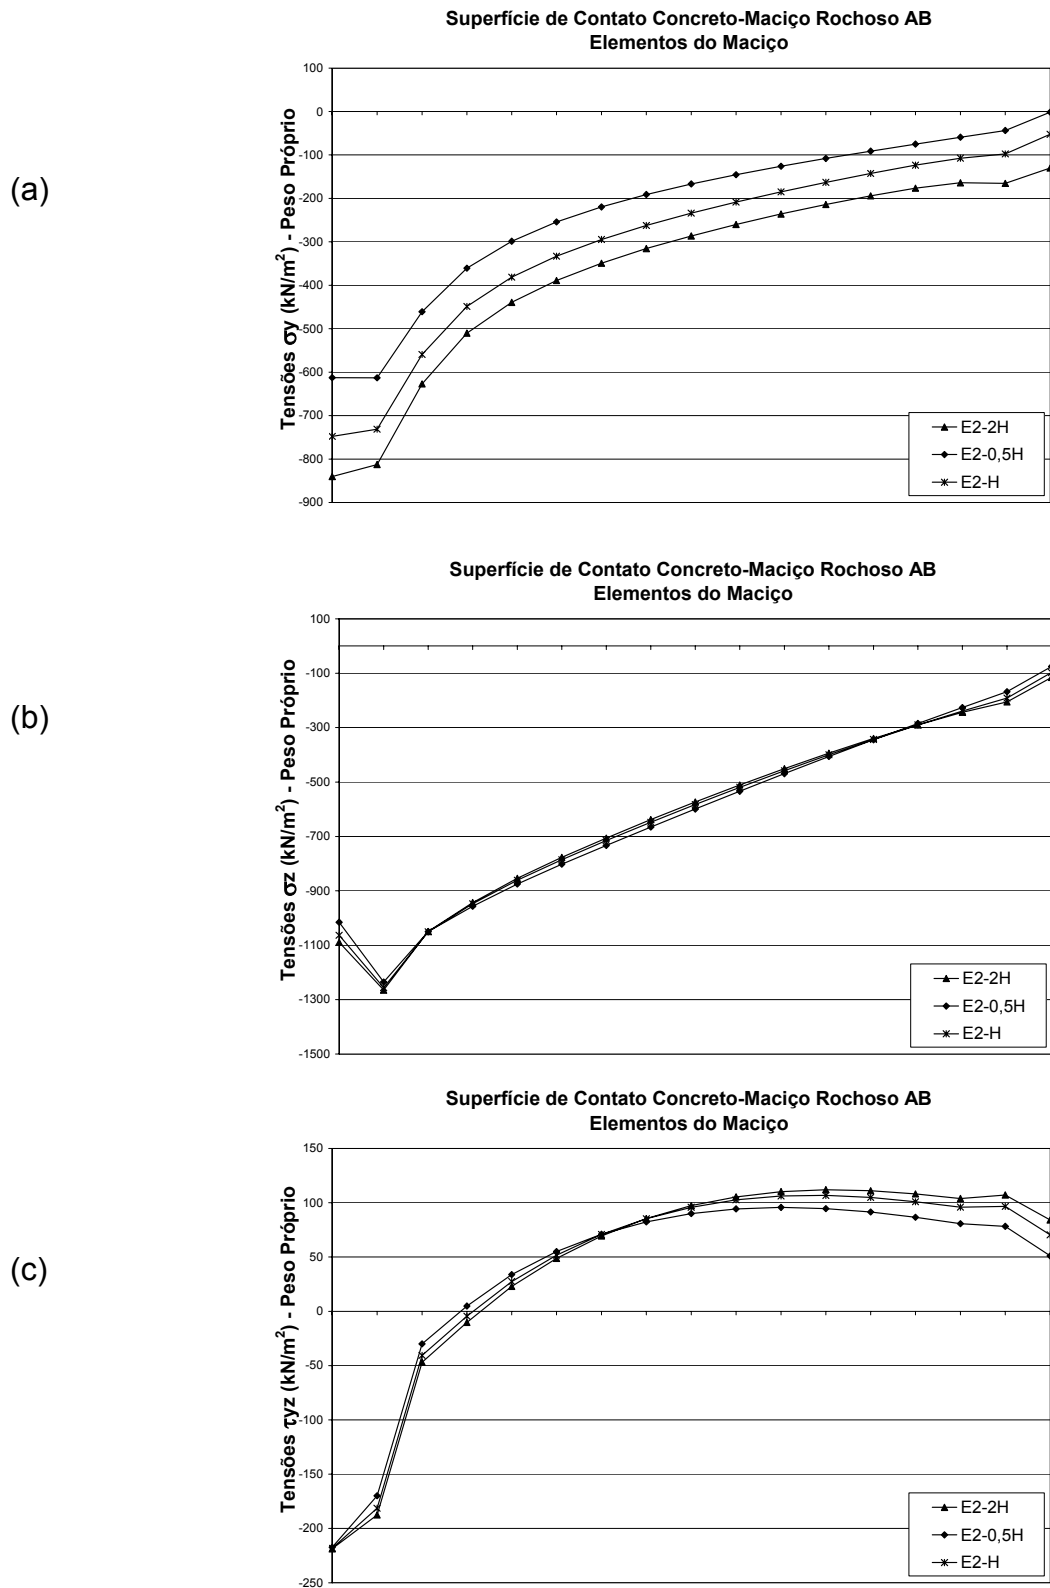 Superfície de Contato Concreto-Maciço Rochoso AB
Elementos do Maciço
(a)
Tensões σy (kN/m²) - Peso Próprio
100
0
-100
-200
-300
-400
-500
-600
-700
-800
-900
E2-2H
E2-0,5H
E2-H
Superfície de Contato Concreto-Maciço Rochoso AB
Elementos do Maciço
(b)
Tensões σz (kN/m²) - Peso Próprio
100
-100
-300
-500
-700
-900
-1100
-1300
-1500
E2-2H
E2-0,5H
E2-H
Superfície de Contato Concreto-Maciço Rochoso AB
Elementos do Maciço
(c)
Tensões τyz (kN/m²) - Peso Próprio
150
100
50
0
-50
-100
-150
-200
-250
E2-2H
E2-0,5H
E2-H